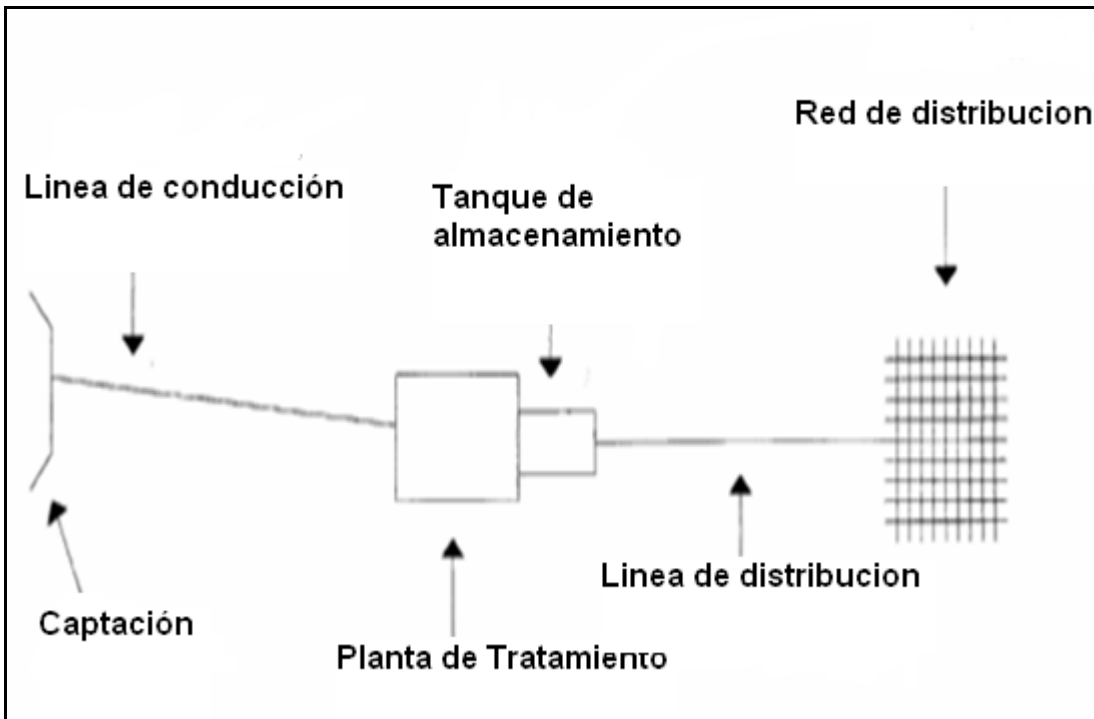 Red de distribucion
Linea de conducción
Tanque de
almacenamiento
Linea de distribucion
Captación
Planta de Tratamiento